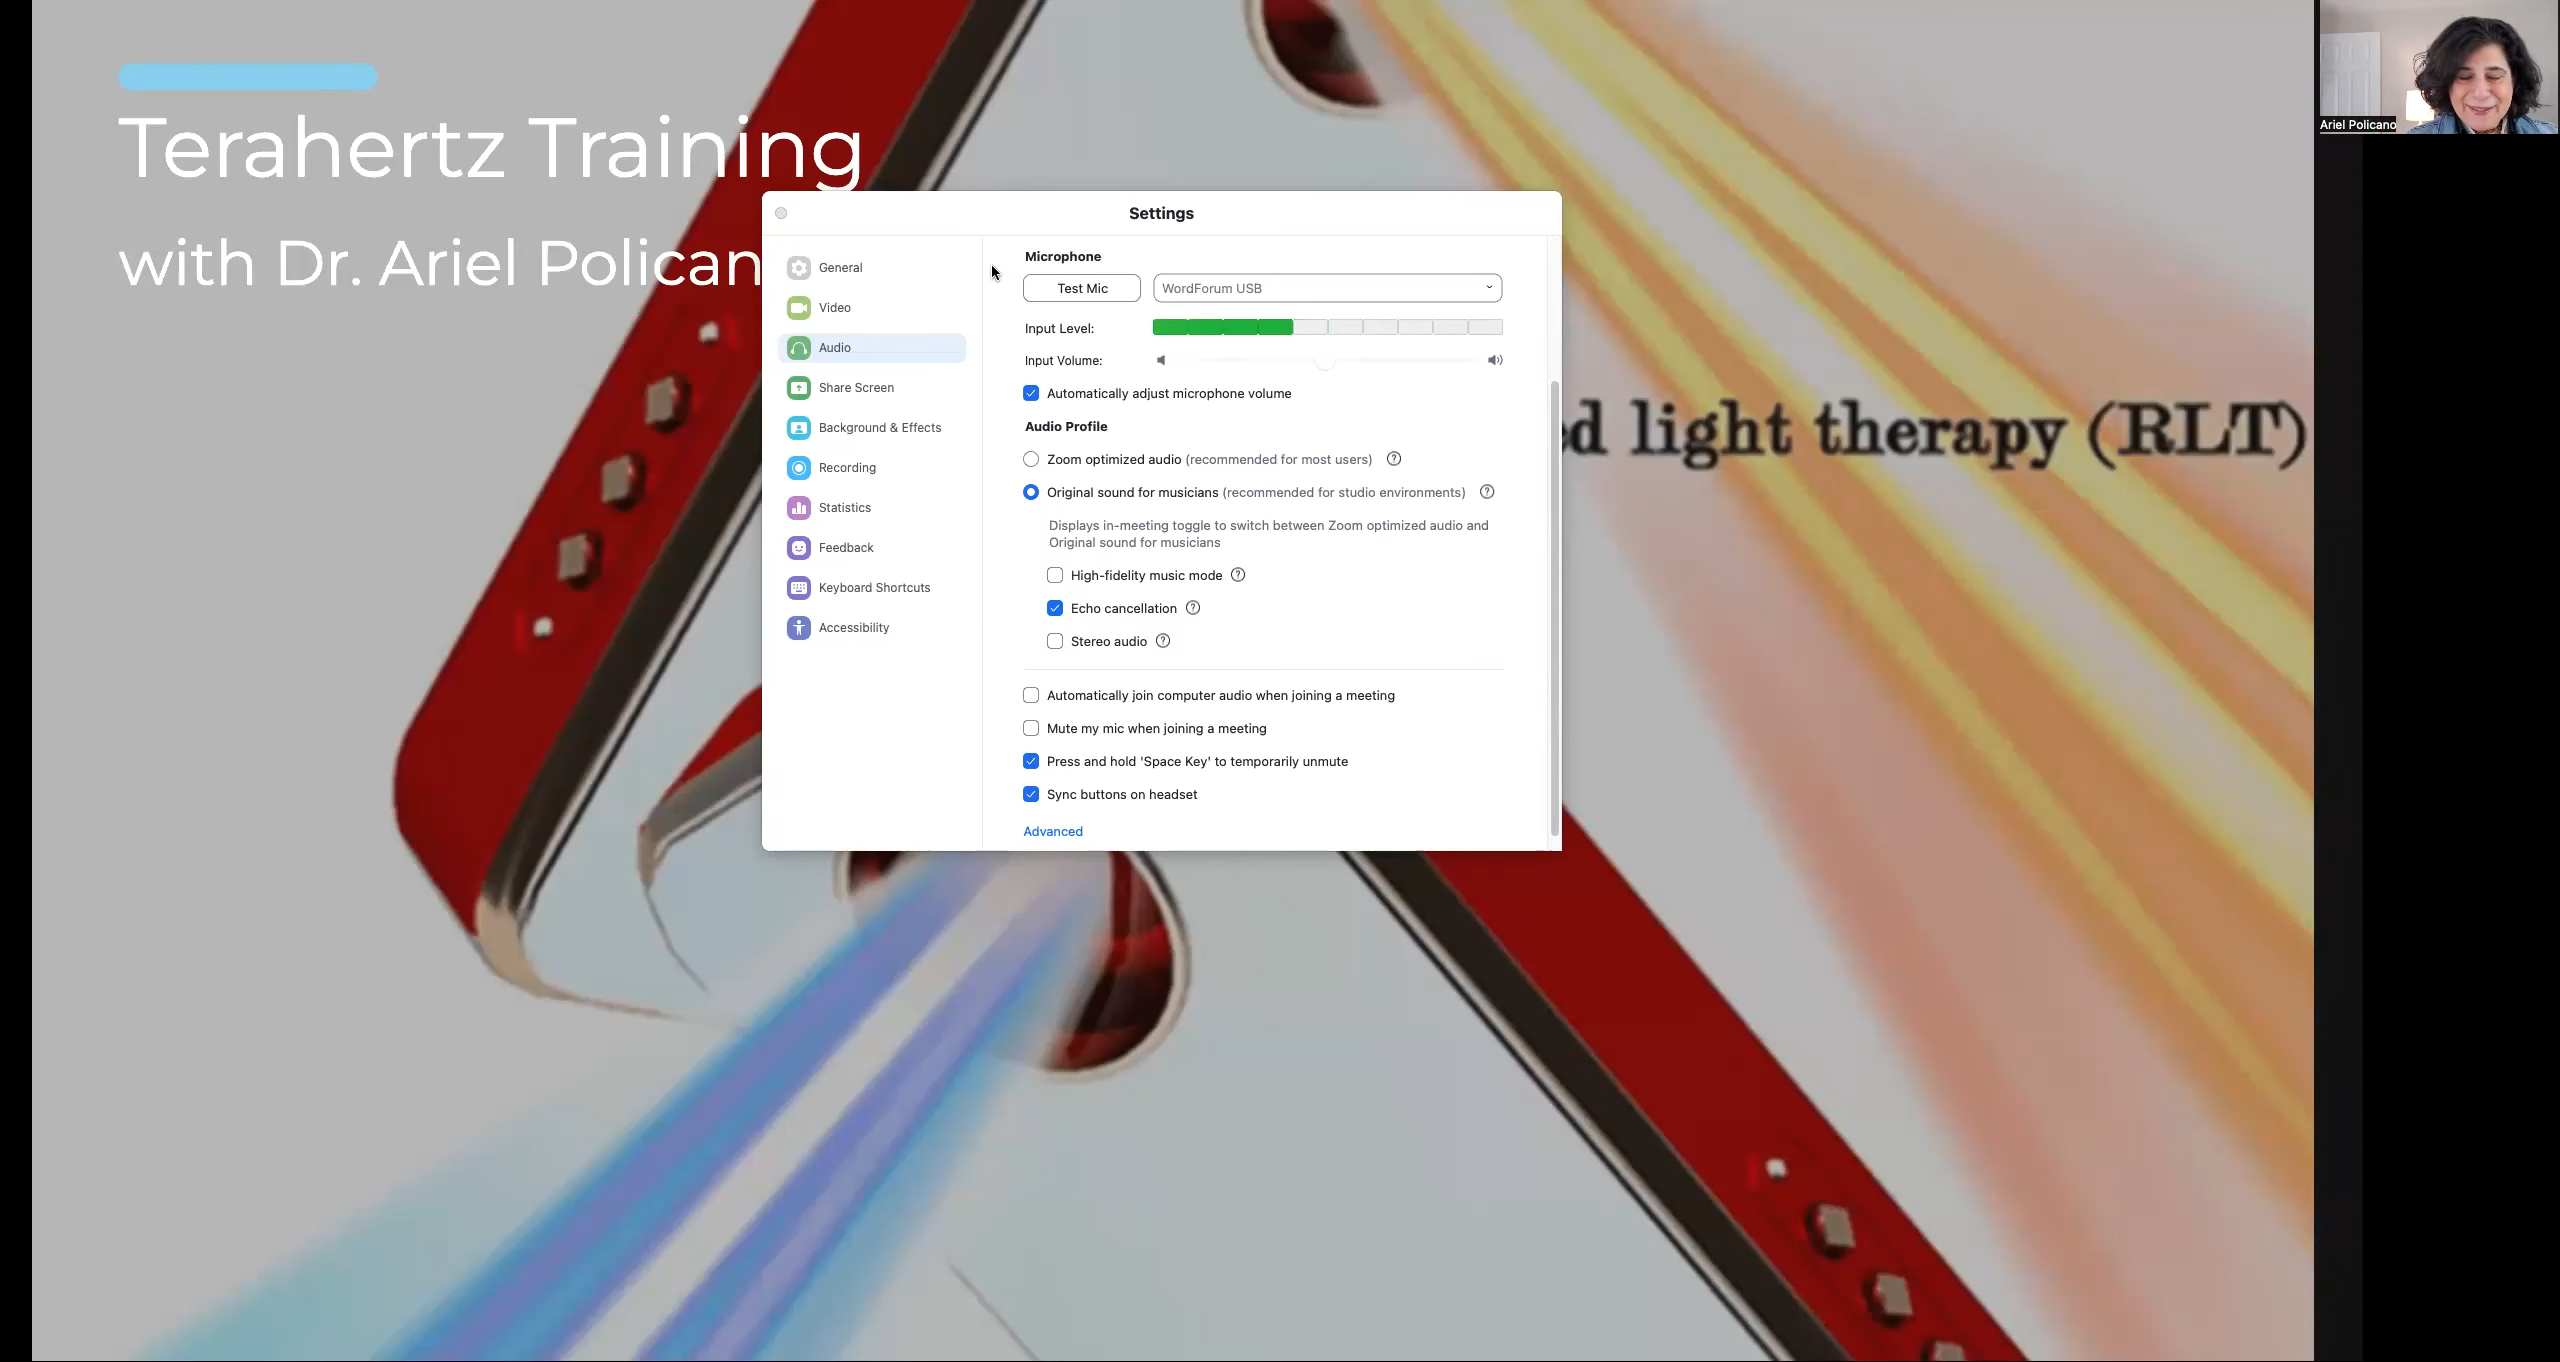 Terahertz Training
with Dr. Ariel Polican
Ariel Policano
Settings
General
Video
Audio
Share Screen
Background & Effects
Recording
Statistics
Feedback
Keyboard Shortcuts
Accessibility
Microphone
Test Mic
WordForum USB
Input Level:
Input Volume:
Automatically adjust microphone volume
Audio Profile
Zoom optimized audio (recommended for most users)
Original sound for musicians (recommended for studio environments)
Displays in-meeting toggle to switch between Zoom optimized audio and
Original sound for musicians
High-fidelity music mode
Echo cancellation
Stereo audio
Automatically join computer audio when joining a meeting
Mute my mic when joining a meeting
Press and hold 'Space Key' to temporarily unmute
Sync buttons on headset
Advanced
ed light therapy (RLT)